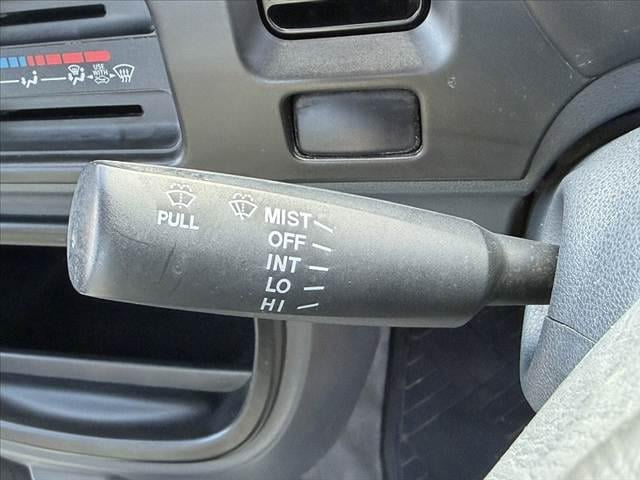 USE
WITH
PULL
MIST
OFF
INT
LO
HI